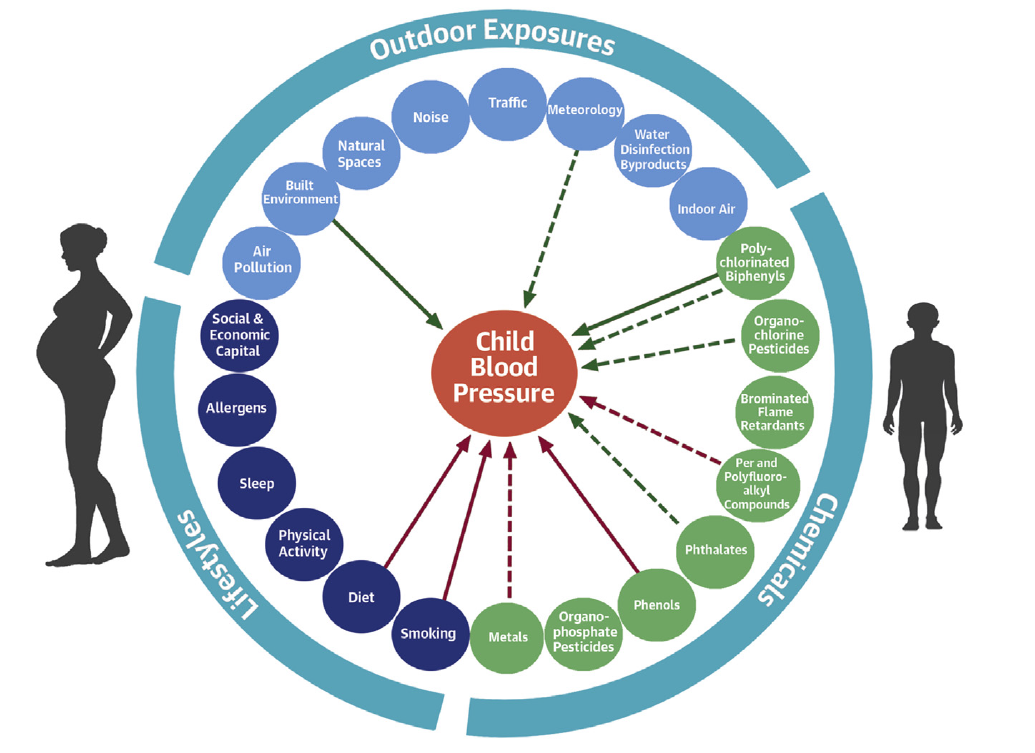 Outdoor Exposures
Traffic
Meteorology
Noise
Water
Disinfection
Byproducts
Natural
Spaces
Built
Environment
Indoor Air
Air
Pollution
Poly-
chlorinated
Biphenyls
Social &
Economic
Capital
Organo-
chlorine
Pesticides
Child
Blood
Pressure
Allergens
Brominated
Flame
Retardants
Sleep
Per and
Polyfluoro-
alkyl
Compounds
Physical
Activity
Phthalates
Diet
Phenols
Smoking
Metals
Organo-
phosphate
Pesticides
Lifestyles
Chemicals